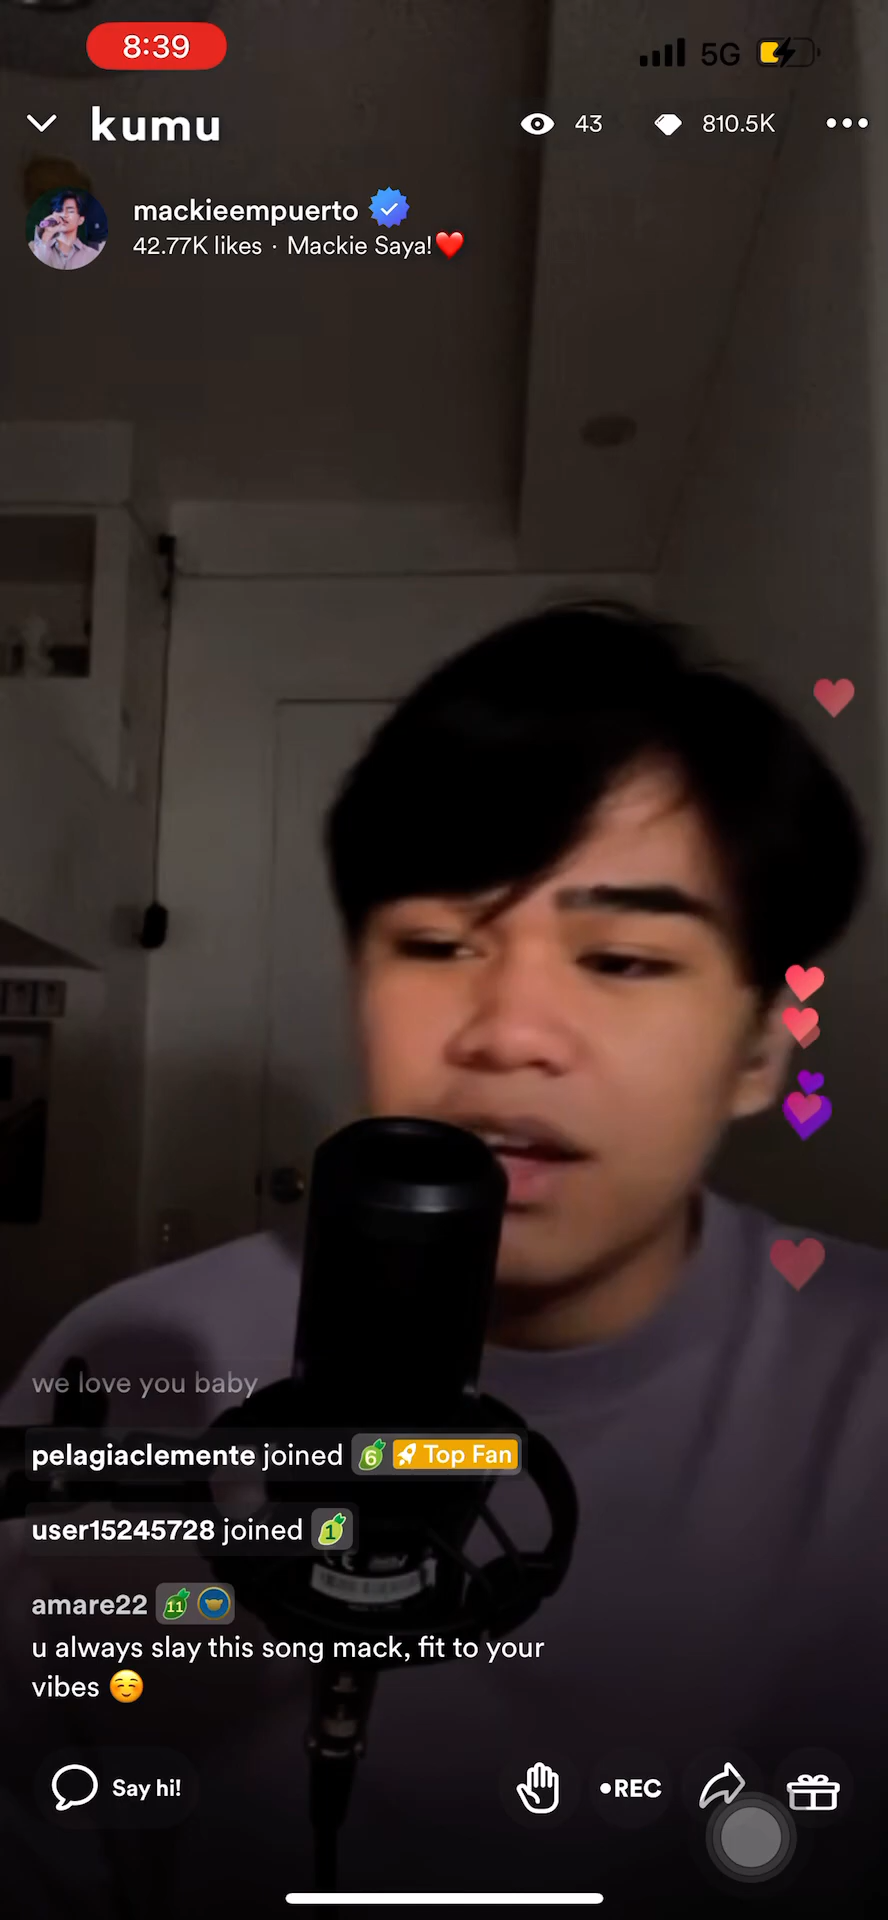 8:39
5G
kumu
43
810.5K
mackieempuerto
42.77K likes · Mackie Saya!❤️
we love you baby
pelagiaclemente joined 6 Top Fan
user15245728 joined 1
amare22 11
u always slay this song mack, fit to your
vibes ☺️
Say hi!
•REC